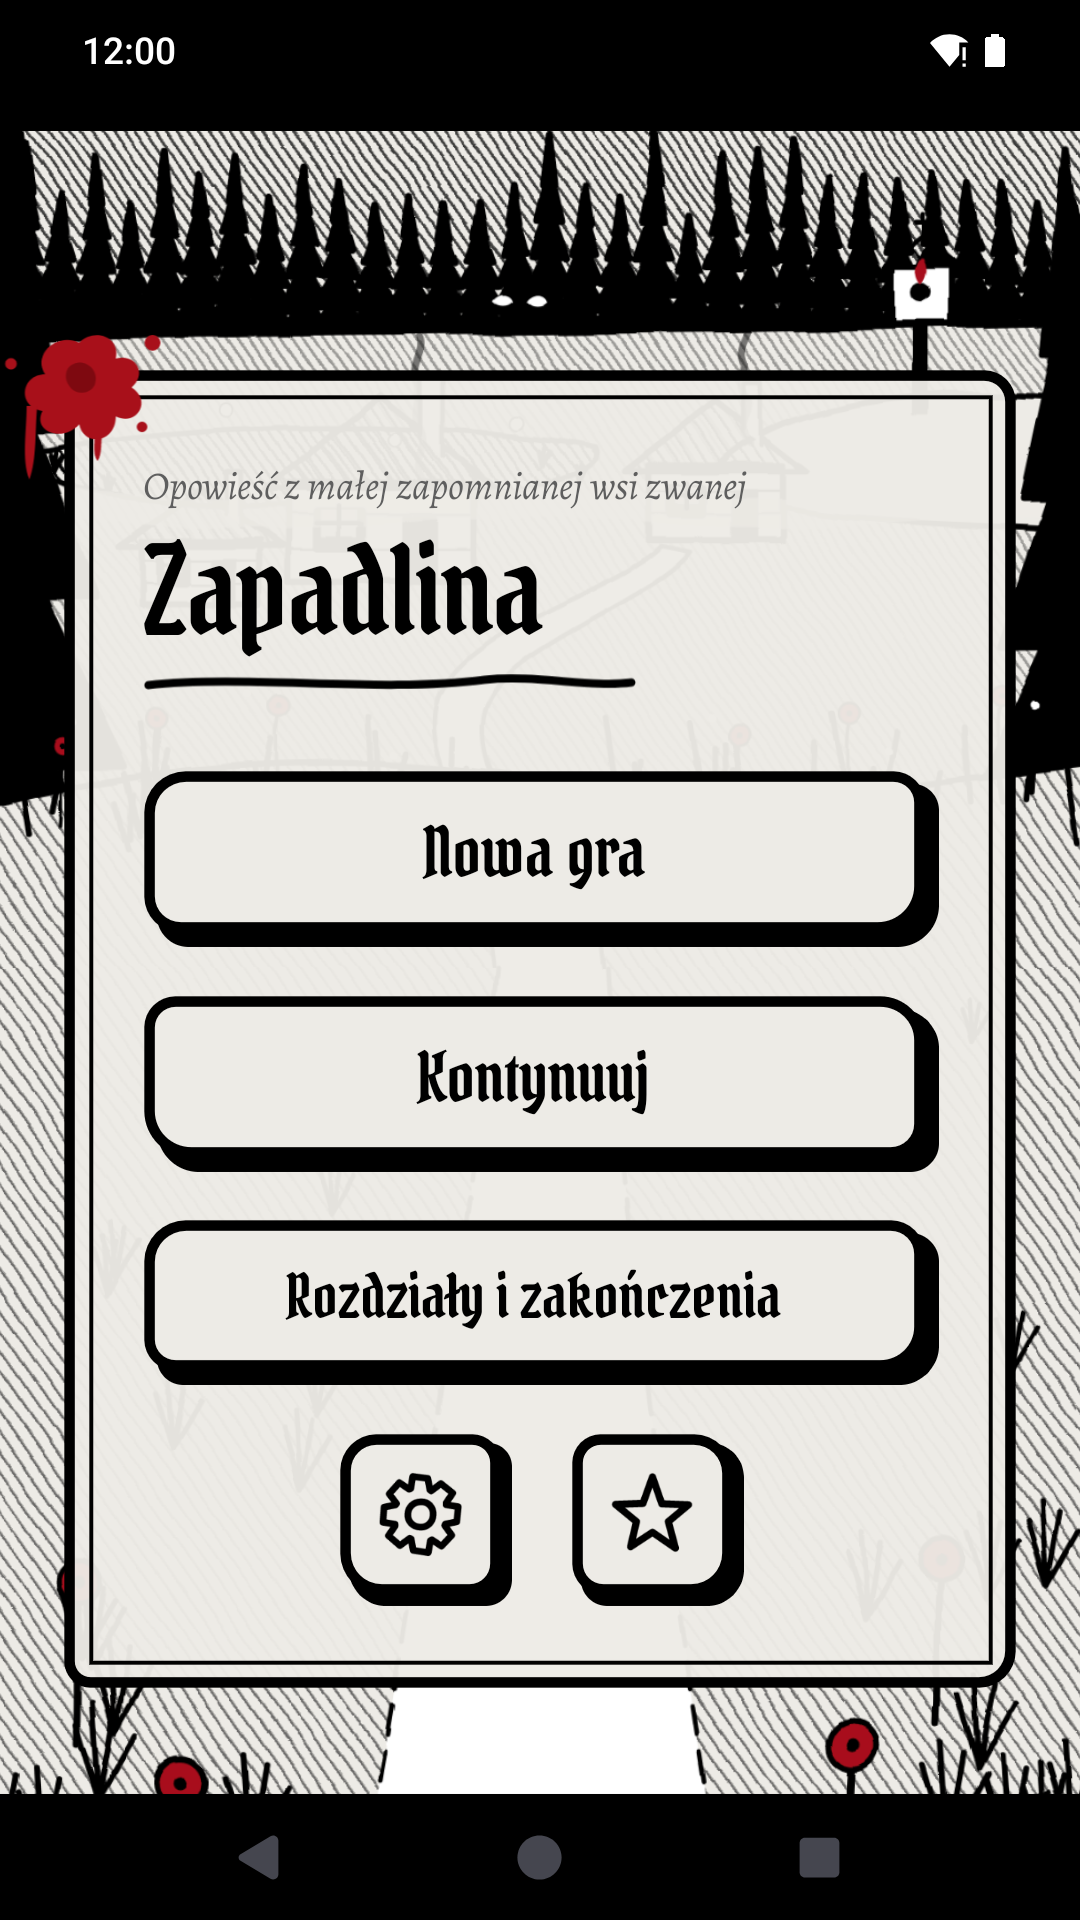 12:00
Opowieść z małej zapomnianej wsi zwanej
Zapadlina
Nowa gra
Kontynuuj
Rozdziały i zakończenia